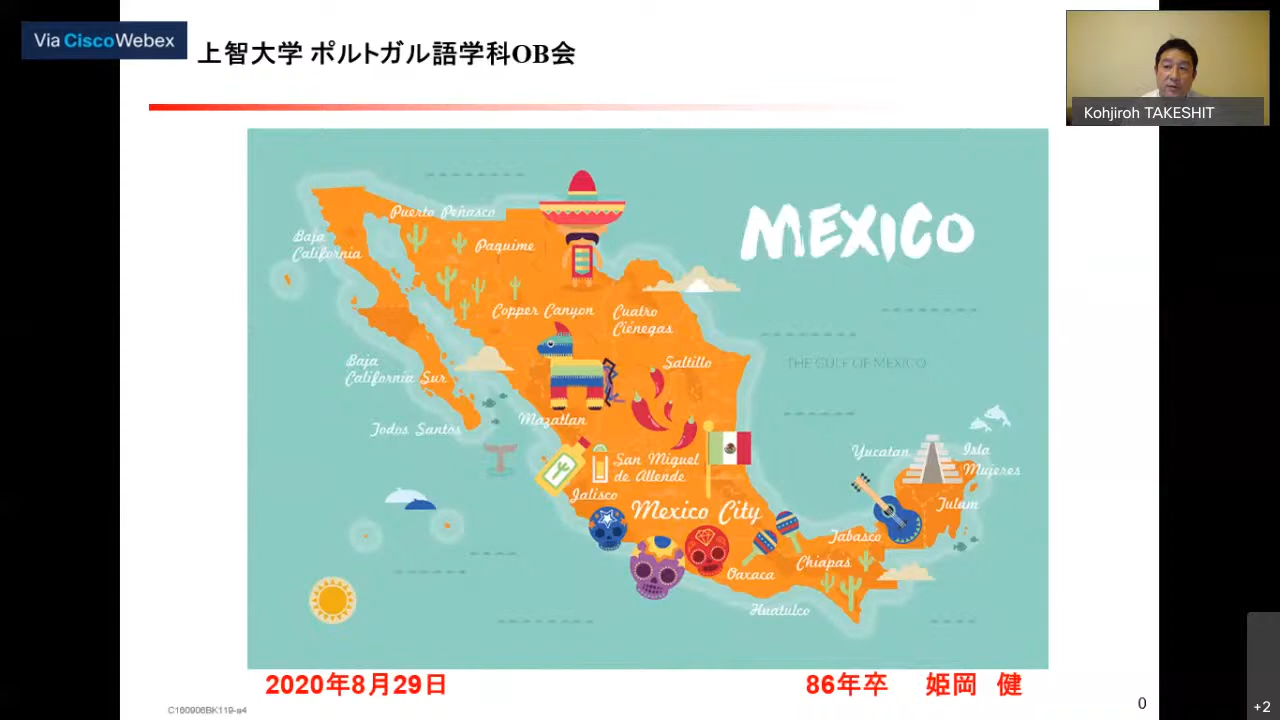 Via Cisco Webex
上智大学 ポルトガル語学科OB会
Kohjiroh TAKESHIT
MEXICO
Puerto Peñasco
Baja
California
Paquime
Copper Canyon
Cuatro
Ciénegas
THE GULF OF MEXICO
Baja
California Sur
Saltillo
Todos Santos
Mazatlan
San Miguel
de Allende
Jalisco
Mexico City
Yucatan
Isla
Mujeres
Tulum
Tabasco
Chiapas
Oaxaca
Huatulco
2020年8月29日
86年卒 姫岡 健
C160906BK119-a4
0
+2